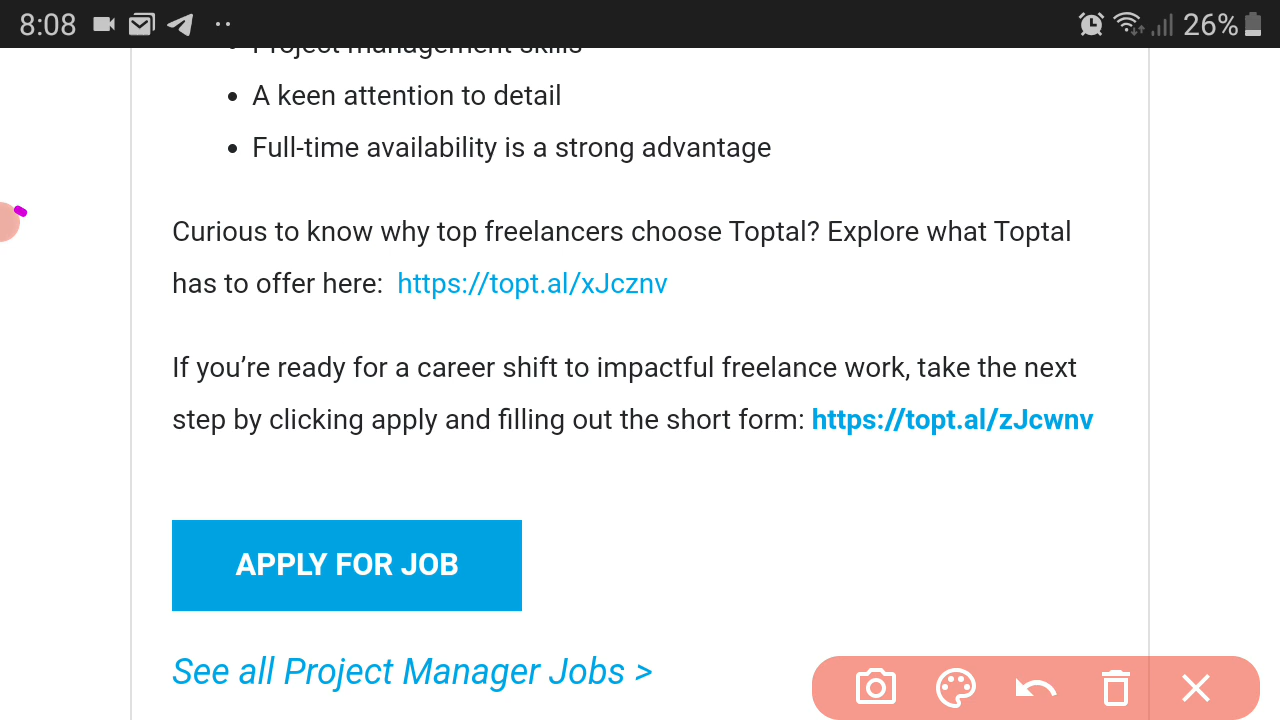 8:08 26%
Project management skills
A keen attention to detail
Full-time availability is a strong advantage
Curious to know why top freelancers choose Toptal? Explore what Toptal
has to offer here: https://topt.al/xJcznv
If you’re ready for a career shift to impactful freelance work, take the next
step by clicking apply and filling out the short form: https://topt.al/zJcwnv
APPLY FOR JOB
See all Project Manager Jobs >